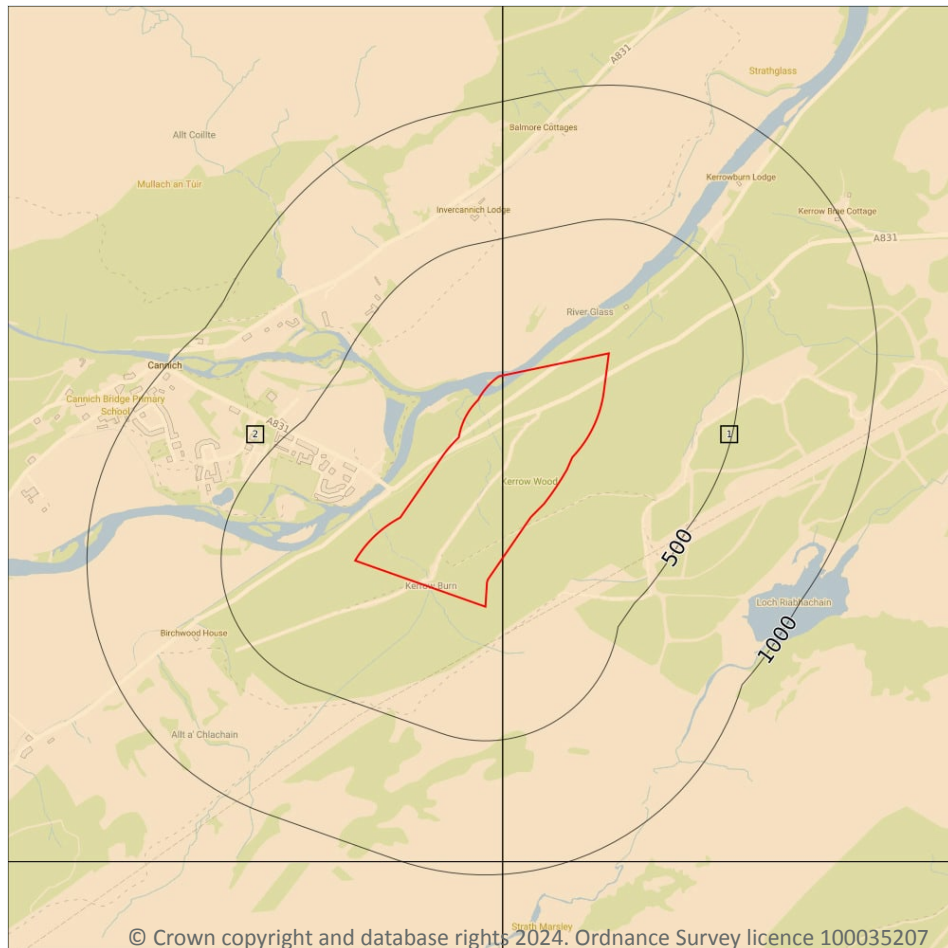 A831
Strathglass
Allt Coillte
Balmore Cottages
Mullach an Tùir
Kerrowburn Lodge
Invercannich Lodge
Kerrow Brae Cottage
A831
River Glass
Cannich
Cannich Bridge Primary
School
A831
2
1
Kerrow Wood
500
Kerrow Burn
Loch Riabhachain
Birchwood House
1000
Allt a' Chlachain
Strath Marsley
© Crown copyright and database rights 2024. Ordnance Survey licence 100035207